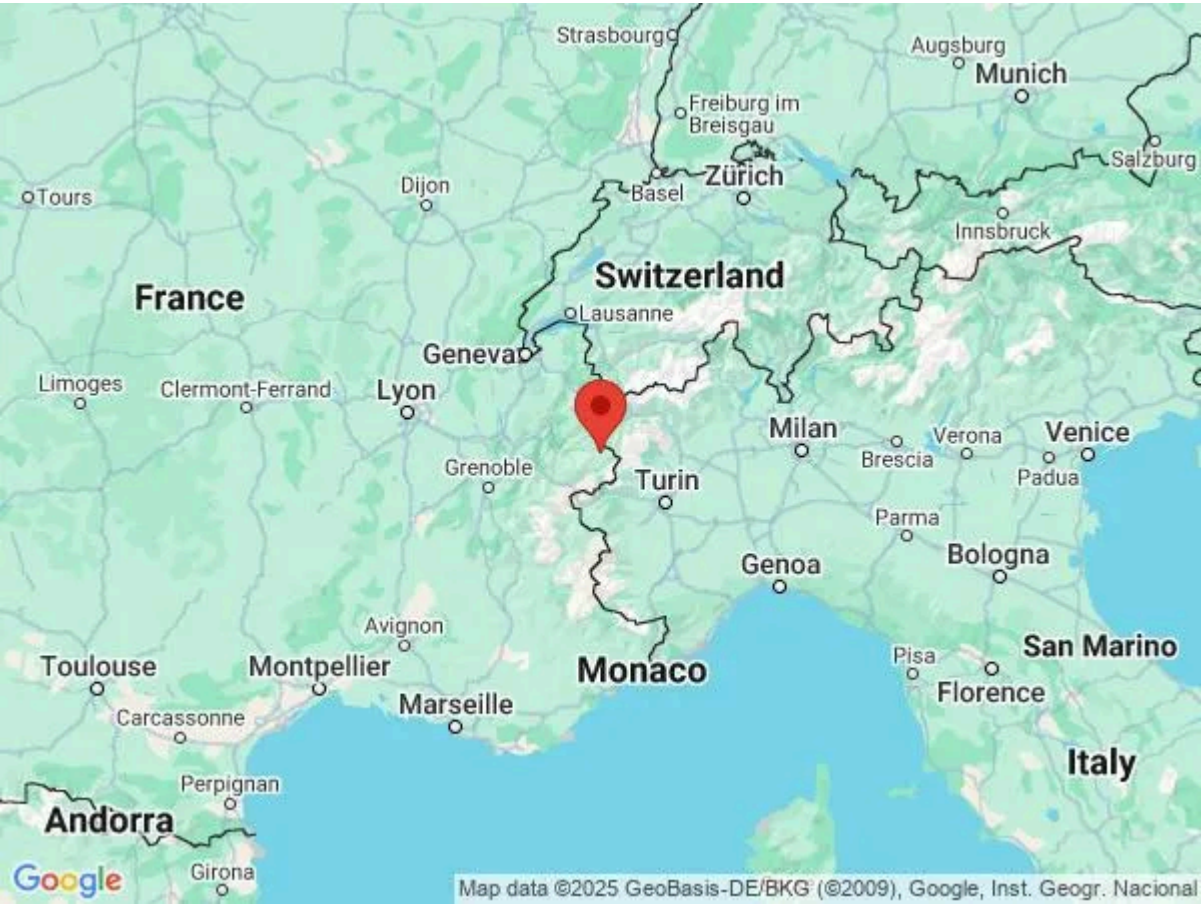 Strasbourg
Augsburg
Munich
Freiburg im
Breisgau
Salzburg
Tours
Dijon
Basel
Zürich
Innsbruck
France
Switzerland
Lausanne
Geneva
Limoges
Clermont-Ferrand
Lyon
Milan
Brescia
Verona
Venice
Padua
Grenoble
Turin
Parma
Genoa
Bologna
Avignon
San Marino
Toulouse
Montpellier
Monaco
Pisa
Florence
Marseille
Carcassonne
Italy
Perpignan
Andorra
Girona
Google
Map data ©2025 GeoBasis-DE/BKG (©2009), Google, Inst. Geogr. Nacional